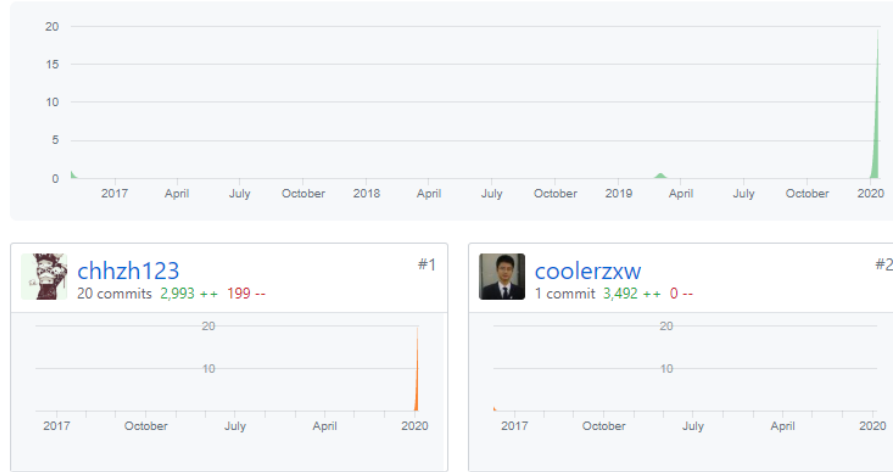 20
15
10
5
0
2017 April July October 2018 April July October 2019 April July October 2020
chhzh123 #1
20 commits 2,993 ++ 199 --
20
10
2017 October July April 2020
coolerzxw #2
1 commit 3,492 ++ 0 --
20
10
2017 October July April 2020